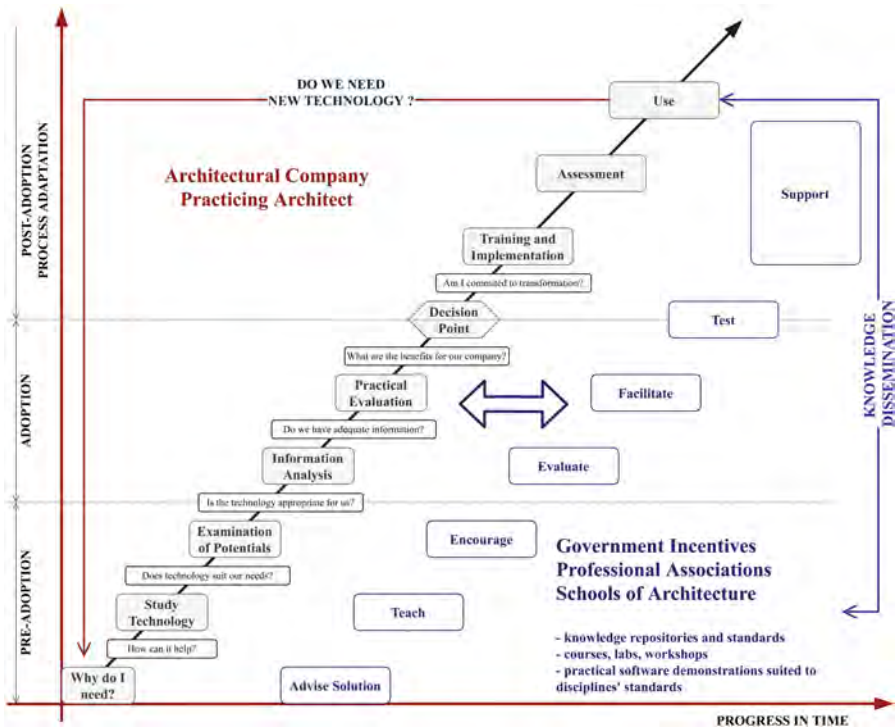 DO WE NEED
NEW TECHNOLOGY ?
Use
Architectural Company
Practicing Architect
Assessment
Support
Training and
Implementation
Am I commited to transformation?
Decision
Point
Test
What are the benefits for our company?
Practical
Evaluation
Facilitate
Do we have adequate information?
Information
Analysis
Evaluate
Is the technology appropriate for us?
Examination
of Potentials
Encourage
Does technology suit our needs?
Study
Technology
Teach
How can it help?
Why do I
need?
Advise Solution
Government Incentives
Professional Associations
Schools of Architecture
- knowledge repositories and standards
- courses, labs, workshops
- practical software demonstrations suited to
disciplines' standards
POST-ADOPTION
PROCESS ADAPTATION
ADOPTION
PRE-ADOPTION
KNOWLEDGE
DISSEMINATION
PROGRESS IN TIME